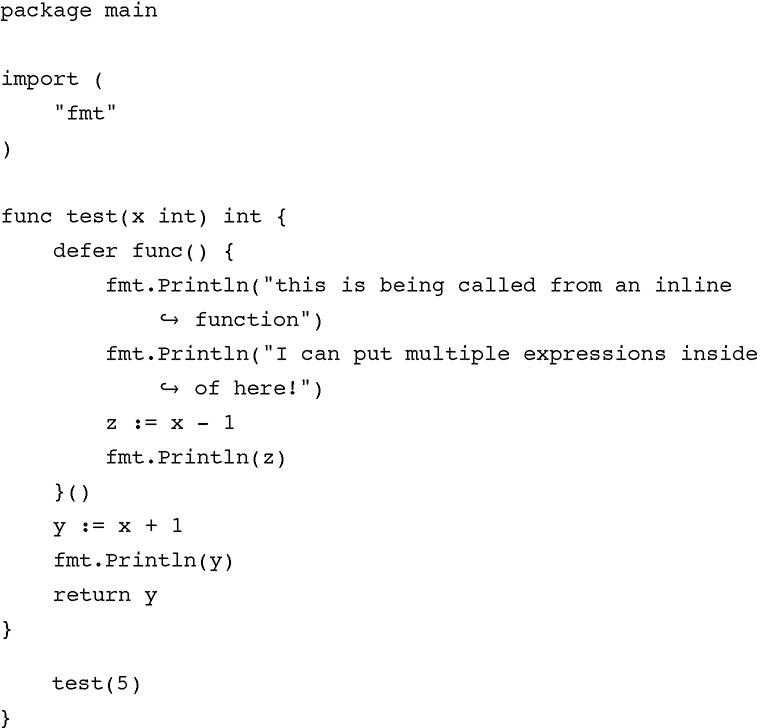 package main
import (
    "fmt"
)
func test(x int) int {
    defer func() {
        fmt.Println("this is being called from an inline
            ↪ function")
        fmt.Println("I can put multiple expressions inside
            ↪ of here!")
        z := x - 1
        fmt.Println(z)
    }()
    y := x + 1
    fmt.Println(y)
    return y
}
    test(5)
}